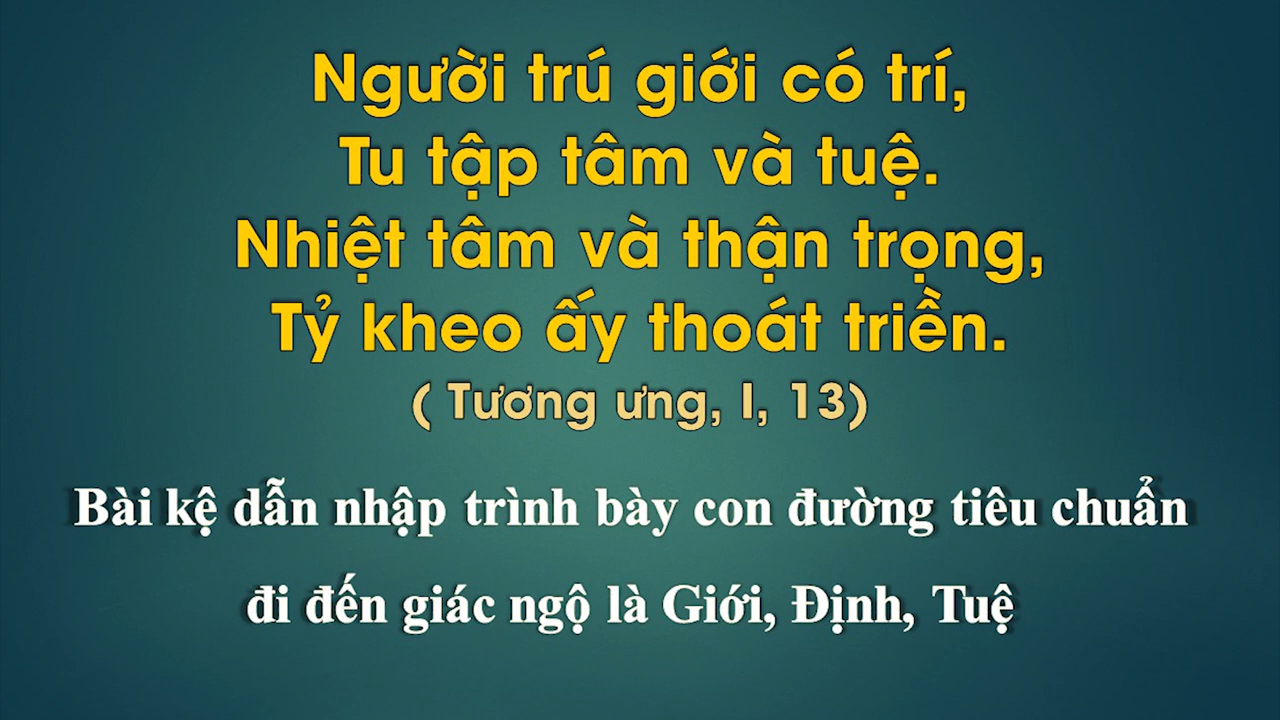 Người trú giới có trí,
Tu tập tâm và tuệ.
Nhiệt tâm và thận trọng,
Tỷ kheo ấy thoát triền.
( Tương ưng, I, 13)
Bài kệ dẫn nhập trình bày con đường tiêu chuẩn
đi đến giác ngộ là Giới, Định, Tuệ